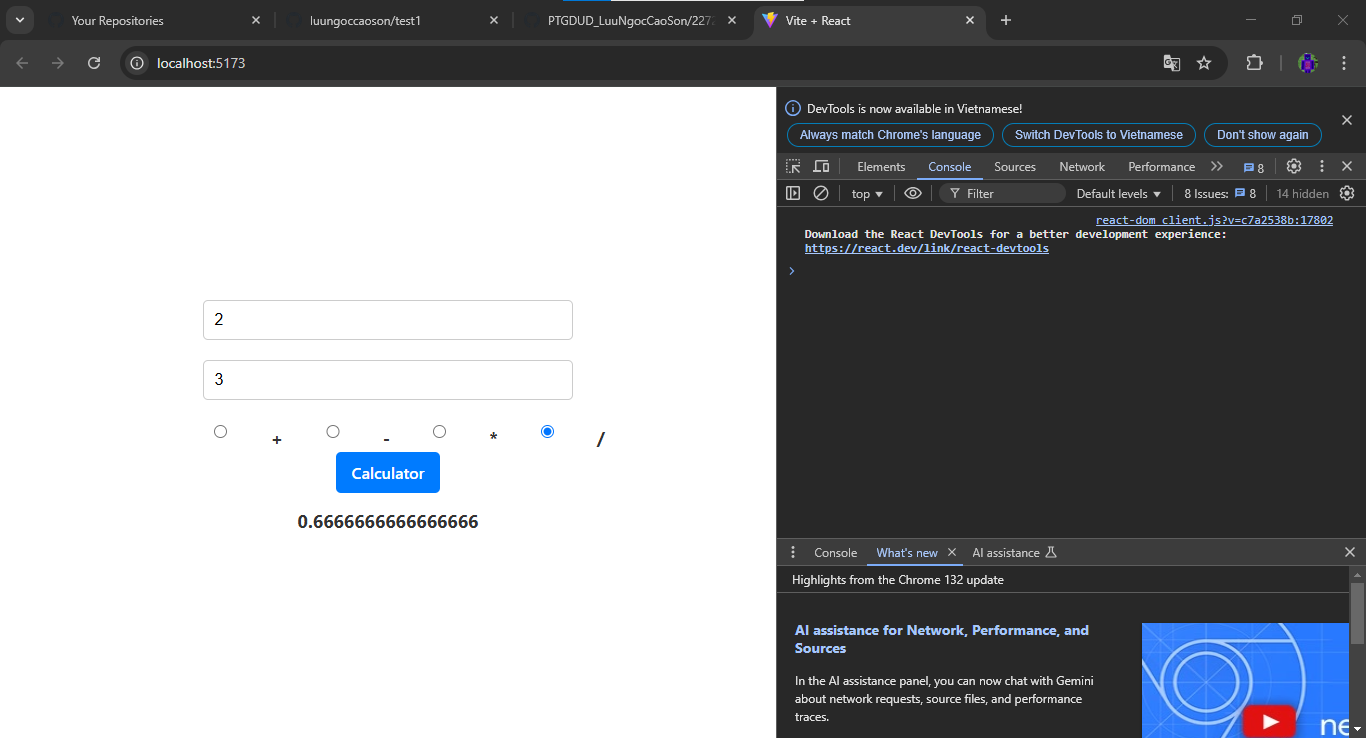 Your Repositories
luungoccaoson/test1
PTGDUD_LuuNgocCaoSon/227
Vite + React
localhost:5173
DevTools is now available in Vietnamese!
Always match Chrome's language
Switch DevTools to Vietnamese
Don't show again
Elements
Console
Sources
Network
Performance
8
top
Filter
Default levels
8 Issues:
8
14 hidden
react-dom_client.js?v=c7a2538b:17802
Download the React DevTools for a better development experience:
https://react.dev/link/react-devtools
2
3
+ - * /
Calculator
0.6666666666666666
Console
What's new
AI assistance
Highlights from the Chrome 132 update
AI assistance for Network, Performance, and
Sources
In the AI assistance panel, you can now chat with Gemini
about network requests, source files, and performance
traces.
ne